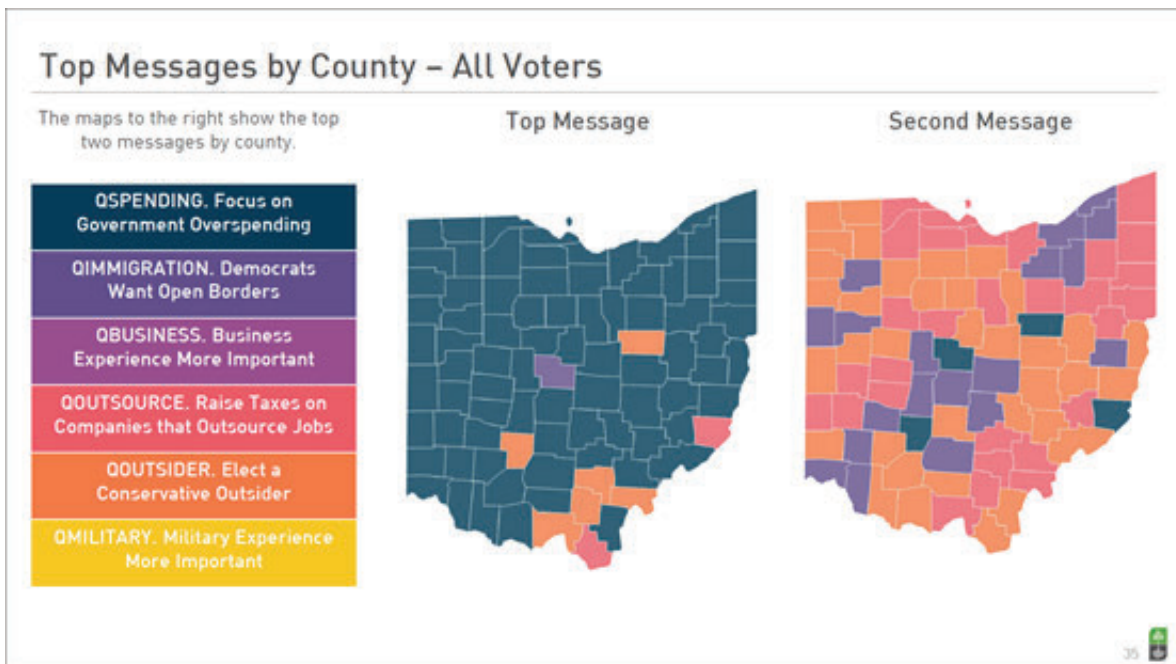 Top Messages by County – All Voters
The maps to the right show the top
two messages by county.
Top Message
Second Message
QSPENDING. Focus on
Government Overspending
QIMMIGRATION. Democrats
Want Open Borders
QBUSINESS. Business
Experience More Important
QOUTSOURCE. Raise Taxes on
Companies that Outsource Jobs
QOUTSIDER. Elect a
Conservative Outsider
QMILITARY. Military Experience
More Important
35